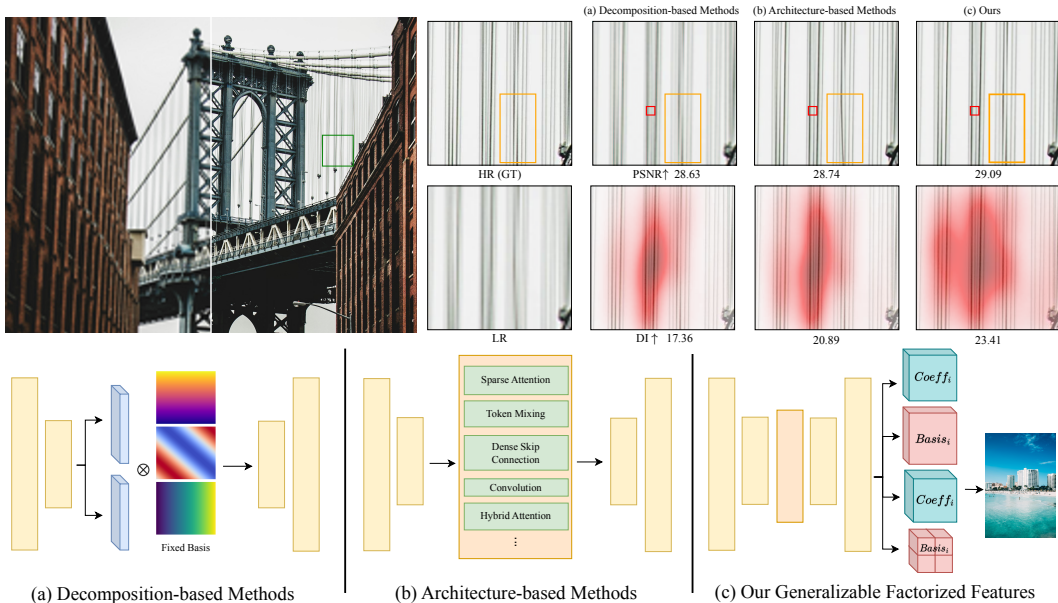 (a) Decomposition-based Methods
(b) Architecture-based Methods
(c) Ours
HR (GT)
PSNR↑ 28.63
28.74
29.09
LR
DI ↑ 17.36
20.89
23.41
Fixed Basis
Sparse Attention
Token Mixing
Dense Skip
Connection
Convolution
Hybrid Attention
⋮
Coeff_i
Basis_i
Coeff_i
Basis_i
(a) Decomposition-based Methods
(b) Architecture-based Methods
(c) Our Generalizable Factorized Features